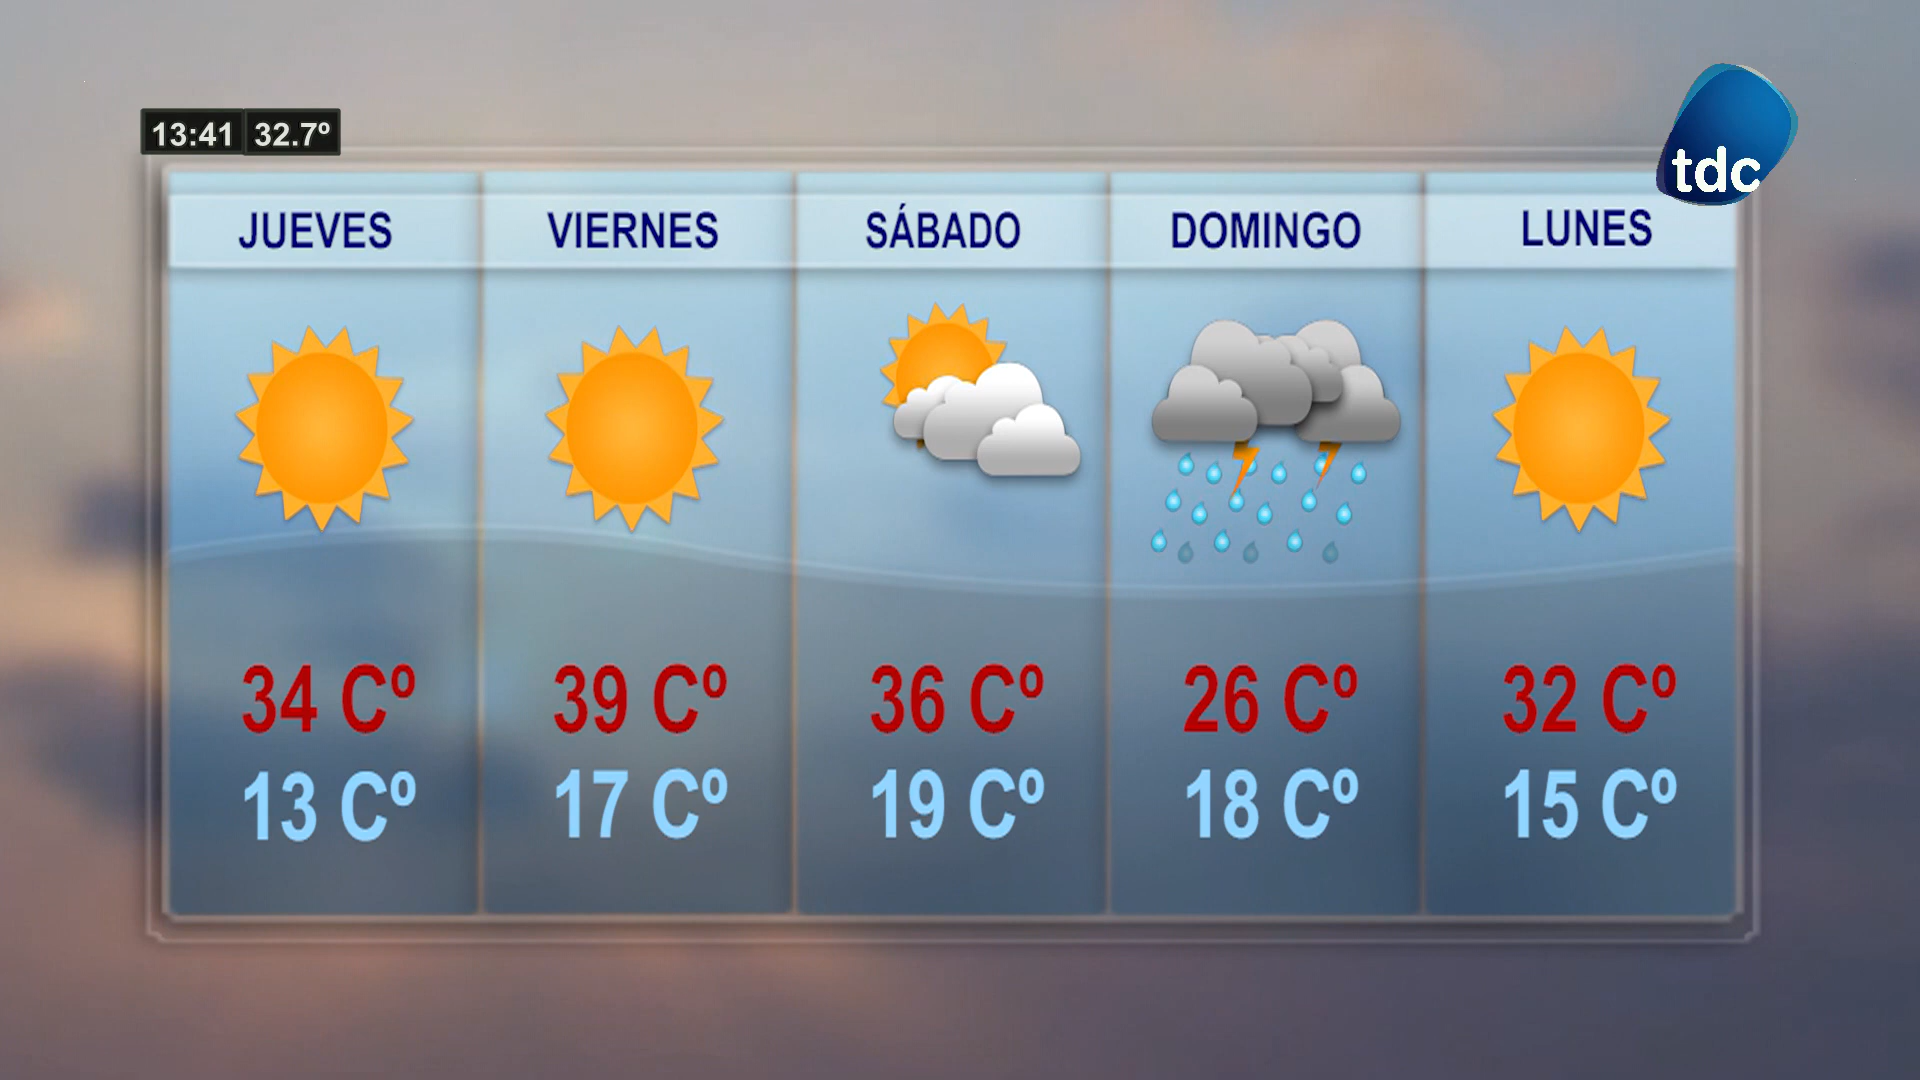 13:41 32.7º
tdc
JUEVES VIERNES SÁBADO DOMINGO LUNES
34 Cº 39 Cº 36 Cº 26 Cº 32 Cº
13 Cº 17 Cº 19 Cº 18 Cº 15 Cº